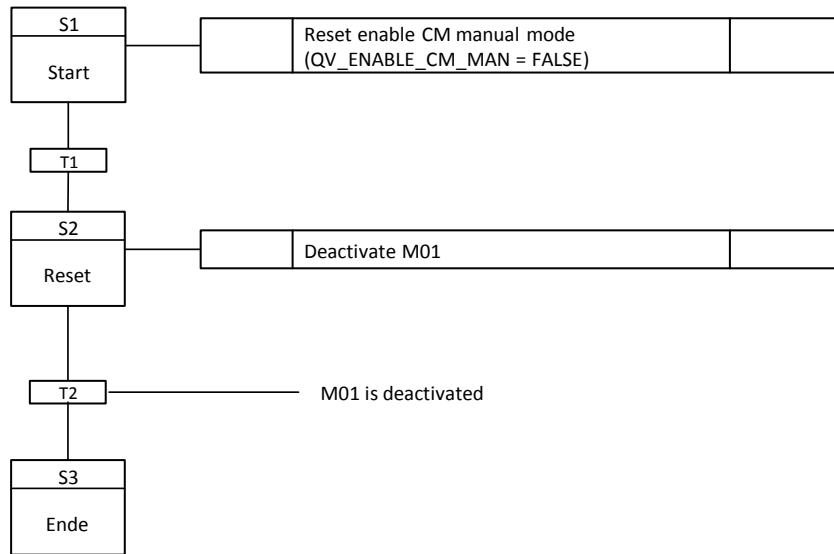 S1
Start
Reset enable CM manual mode
(QV_ENABLE_CM_MAN = FALSE)
T1
S2
Reset
Deactivate M01
T2
M01 is deactivated
S3
Ende